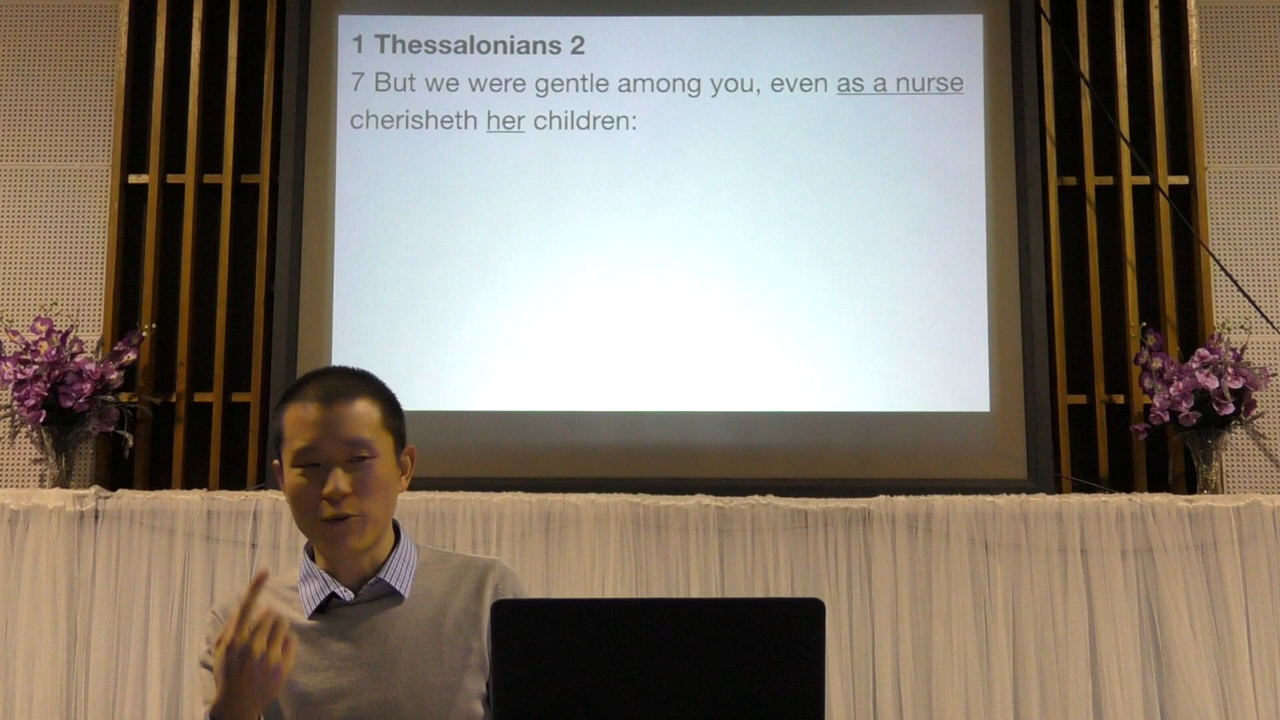 1 Thessalonians 2
7 But we were gentle among you, even as a nurse
cherisheth her children: